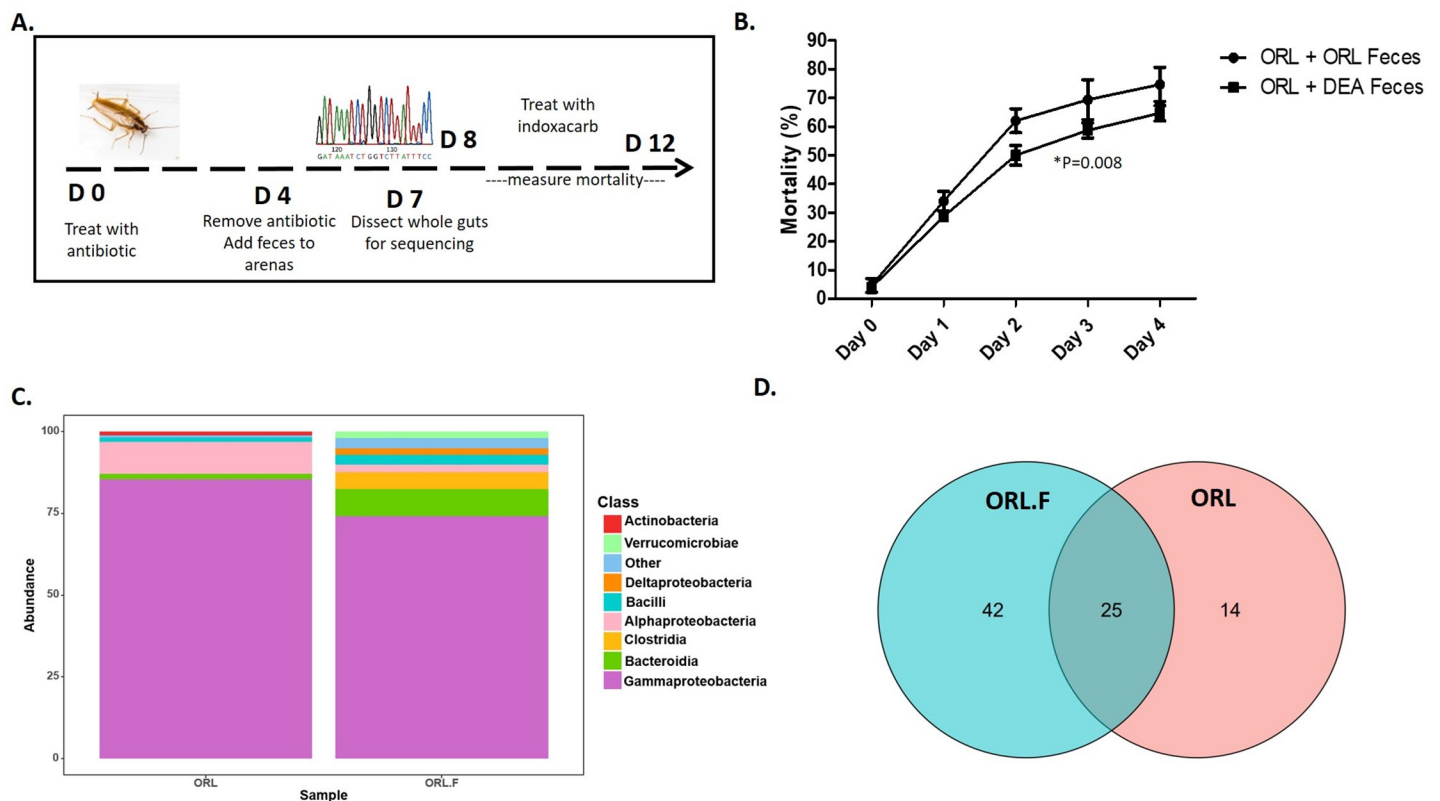 A.
D 0
Treat with
antibiotic
D 4
Remove antibiotic
Add feces to
arenas
120 130
GATAAATCTGGTCTTATTTCC
D 7
Dissect whole guts
for sequencing
D 8
Treat with
indoxacarb
D 12
----measure mortality----
B.
Mortality (%)
90
80
70
60
50
40
30
20
10
0
Day 0
Day 1
Day 2
Day 3
Day 4
*P=0.008
ORL + ORL Feces
ORL + DEA Feces
C.
Abundance
100
75
50
25
0
ORL
ORL.F
Sample
Class
Actinobacteria
Verrucomicrobiae
Other
Deltaproteobacteria
Bacilli
Alphaproteobacteria
Clostridia
Bacteroidia
Gammaproteobacteria
D.
ORL.F
ORL
42
25
14